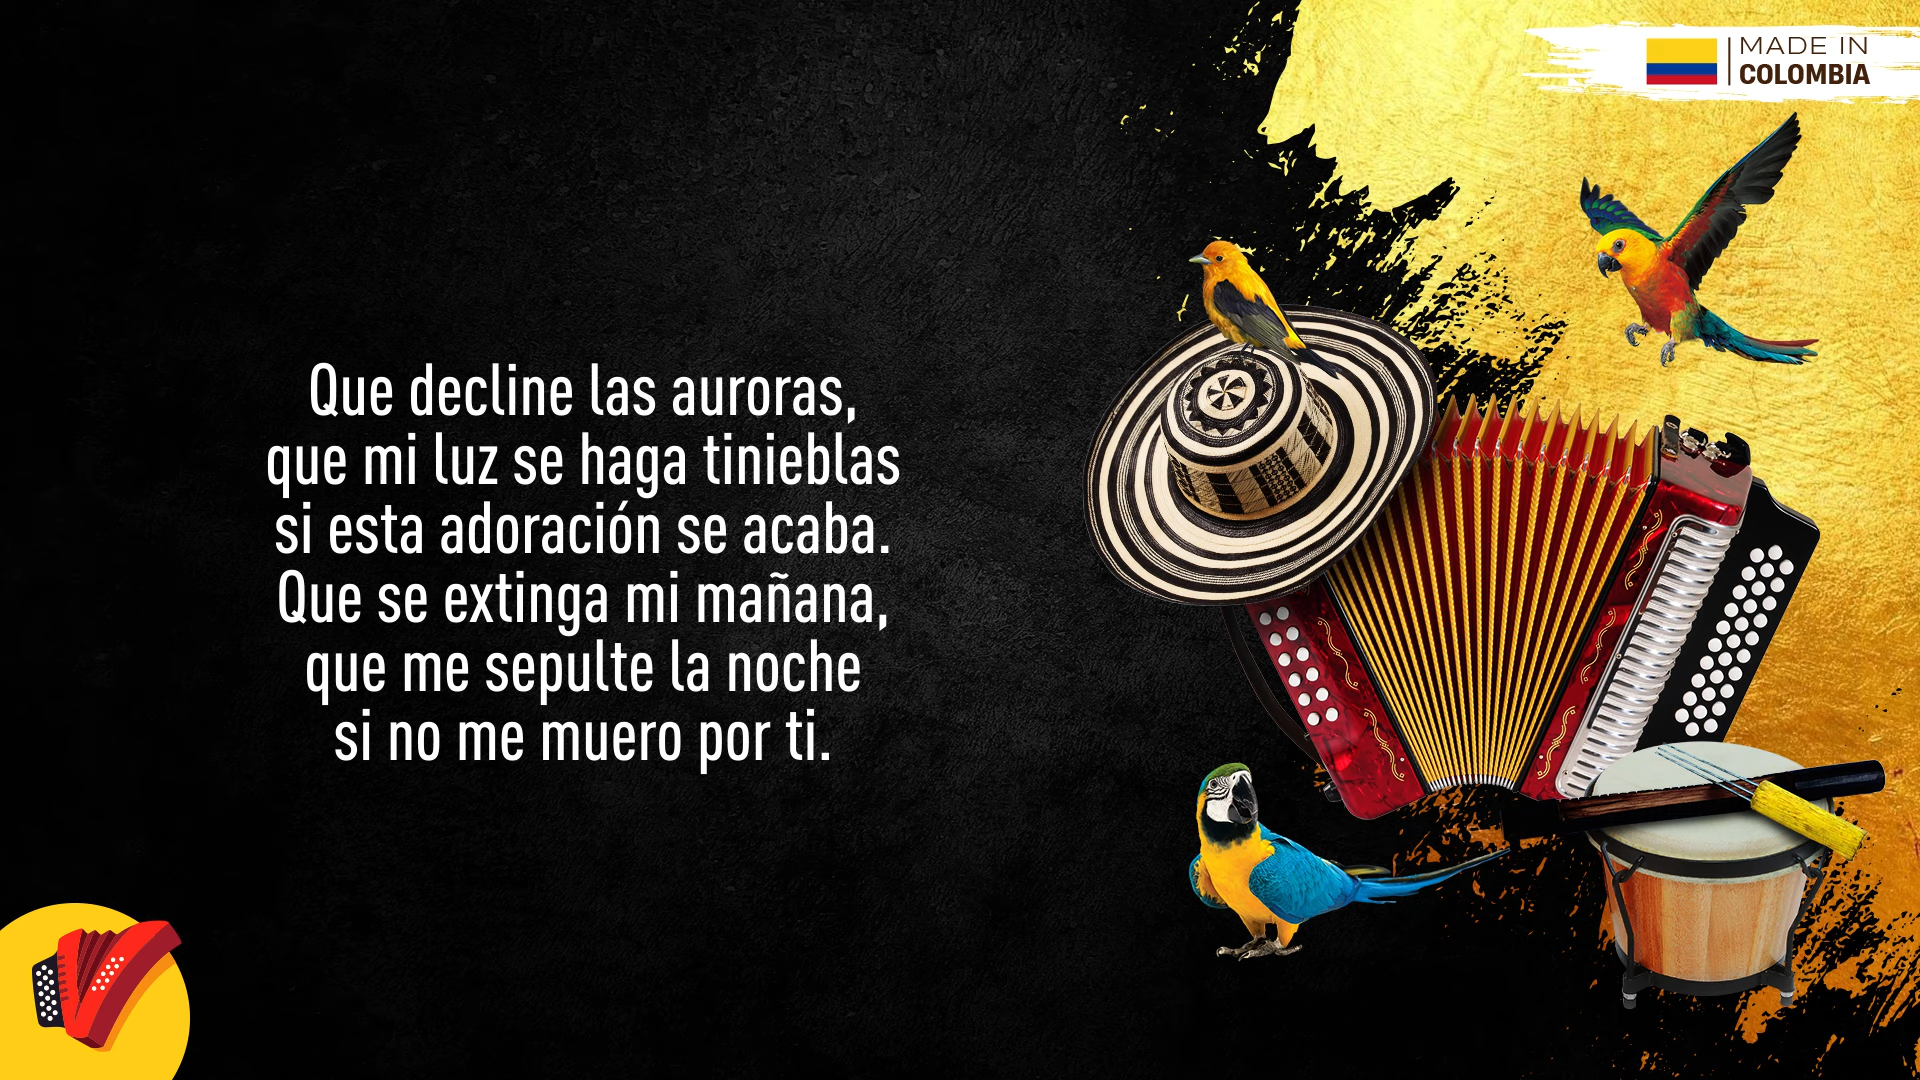 MADE IN
COLOMBIA
Que decline las auroras,
que mi luz se haga tinieblas
si esta adoración se acaba.
Que se extinga mi mañana,
que me sepulte la noche
si no me muero por ti.